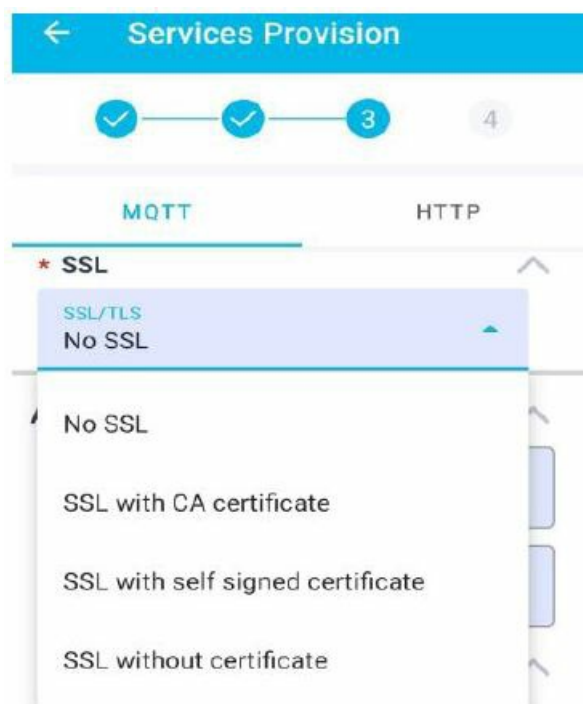 Services Provision
3 4
MQTT HTTP
* SSL
SSL/TLS
No SSL
No SSL
SSL with CA certificate
SSL with self signed certificate
SSL without certificate